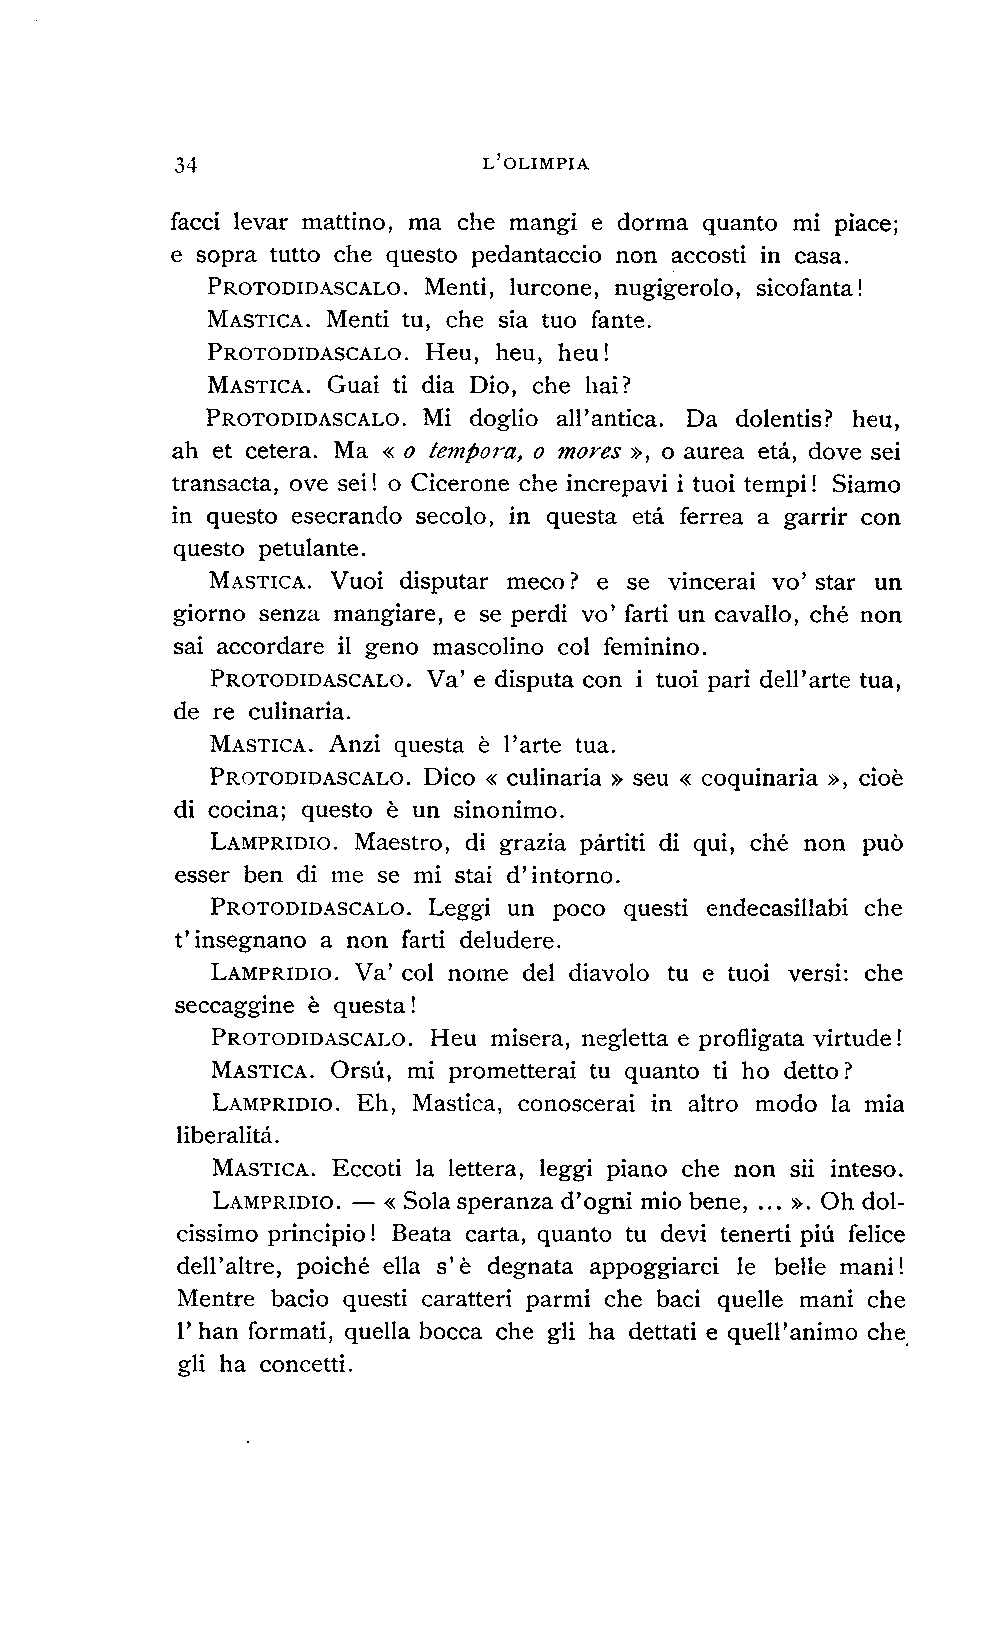 34 L'OLIMPIA
facci levar mattino, ma che mangi e dorma quanto mi piace;
e sopra tutto che questo pedantaccio non accosti in casa.
PROTODIDASCALO. Menti, lurcone, nugigerolo, sicofanta!
MASTICA. Menti tu, che sia tuo fante.
PROTODIDASCALO. Heu, heu, heu!
MASTICA. Guai ti dia Dio, che hai?
PROTODIDASCALO. Mi doglio all'antica. Da dolentis? heu,
ah et cetera. Ma « o tempora, o mores », o aurea etá, dove sei
transacta, ove sei! o Cicerone che increpavi i tuoi tempi! Siamo
in questo esecrando secolo, in questa etá ferrea a garrir con
questo petulante.
MASTICA. Vuoi disputar meco? e se vincerai vo' star un
giorno senza mangiare, e se perdi vo' farti un cavallo, ché non
sai accordare il geno mascolino col feminino.
PROTODIDASCALO. Va' e disputa con i tuoi pari dell'arte tua,
de re culinaria.
MASTICA. Anzi questa è l'arte tua.
PROTODIDASCALO. Dico « culinaria » seu « coquinaria », cioè
di cocina; questo è un sinonimo.
LAMPRIDIO. Maestro, di grazia pártiti di qui, ché non può
esser ben di me se mi stai d'intorno.
PROTODIDASCALO. Leggi un poco questi endecasillabi che
t'insegnano a non farti deludere.
LAMPRIDIO. Va' col nome del diavolo tu e tuoi versi: che
seccaggine è questa!
PROTODIDASCALO. Heu misera, negletta e profligata virtude!
MASTICA. Orsú, mi prometterai tu quanto ti ho detto?
LAMPRIDIO. Eh, Mastica, conoscerai in altro modo la mia
liberalitá.
MASTICA. Eccoti la lettera, leggi piano che non sii inteso.
LAMPRIDIO. — « Sola speranza d'ogni mio bene, ... ». Oh dol-
cissimo principio! Beata carta, quanto tu devi tenerti piú felice
dell'altre, poiché ella s'è degnata appoggiarci le belle mani!
Mentre bacio questi caratteri parmi che baci quelle mani che
l'han formati, quella bocca che gli ha dettati e quell'animo che
gli ha concetti.